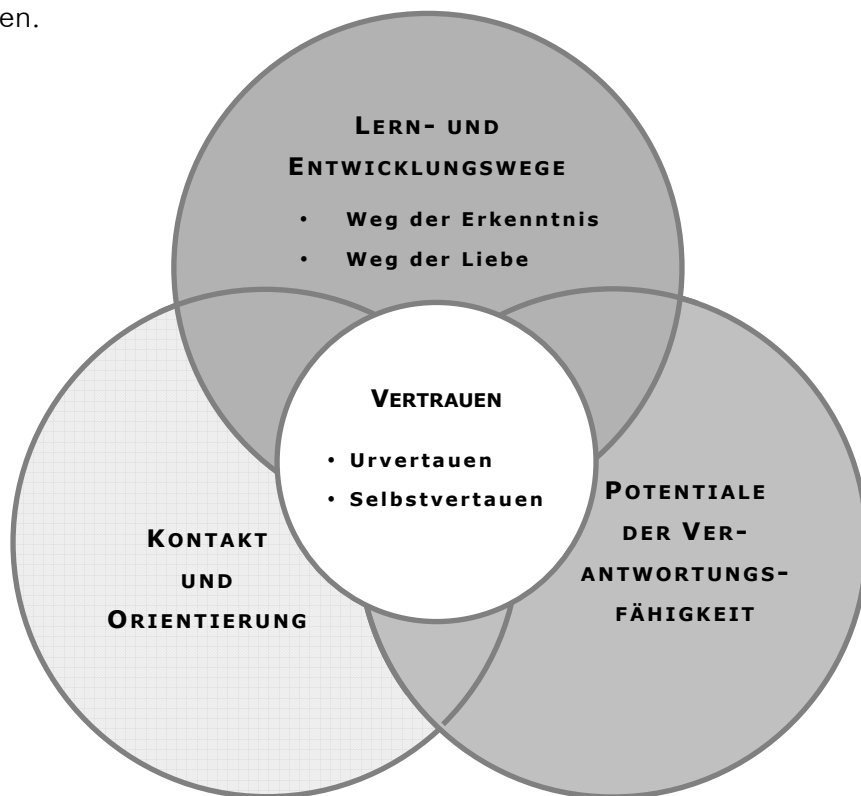 en.
LERN- UND
ENTWICKLUNGSWEGE
• Weg der Erkenntnis
• Weg der Liebe
VERTRAUEN
• Urvertauen
• Selbstvertauen
KONTAKT
UND
ORIENTIERUNG
POTENTIALE
DER VER-
ANTWORTUNGS-
FÄHIGKEIT